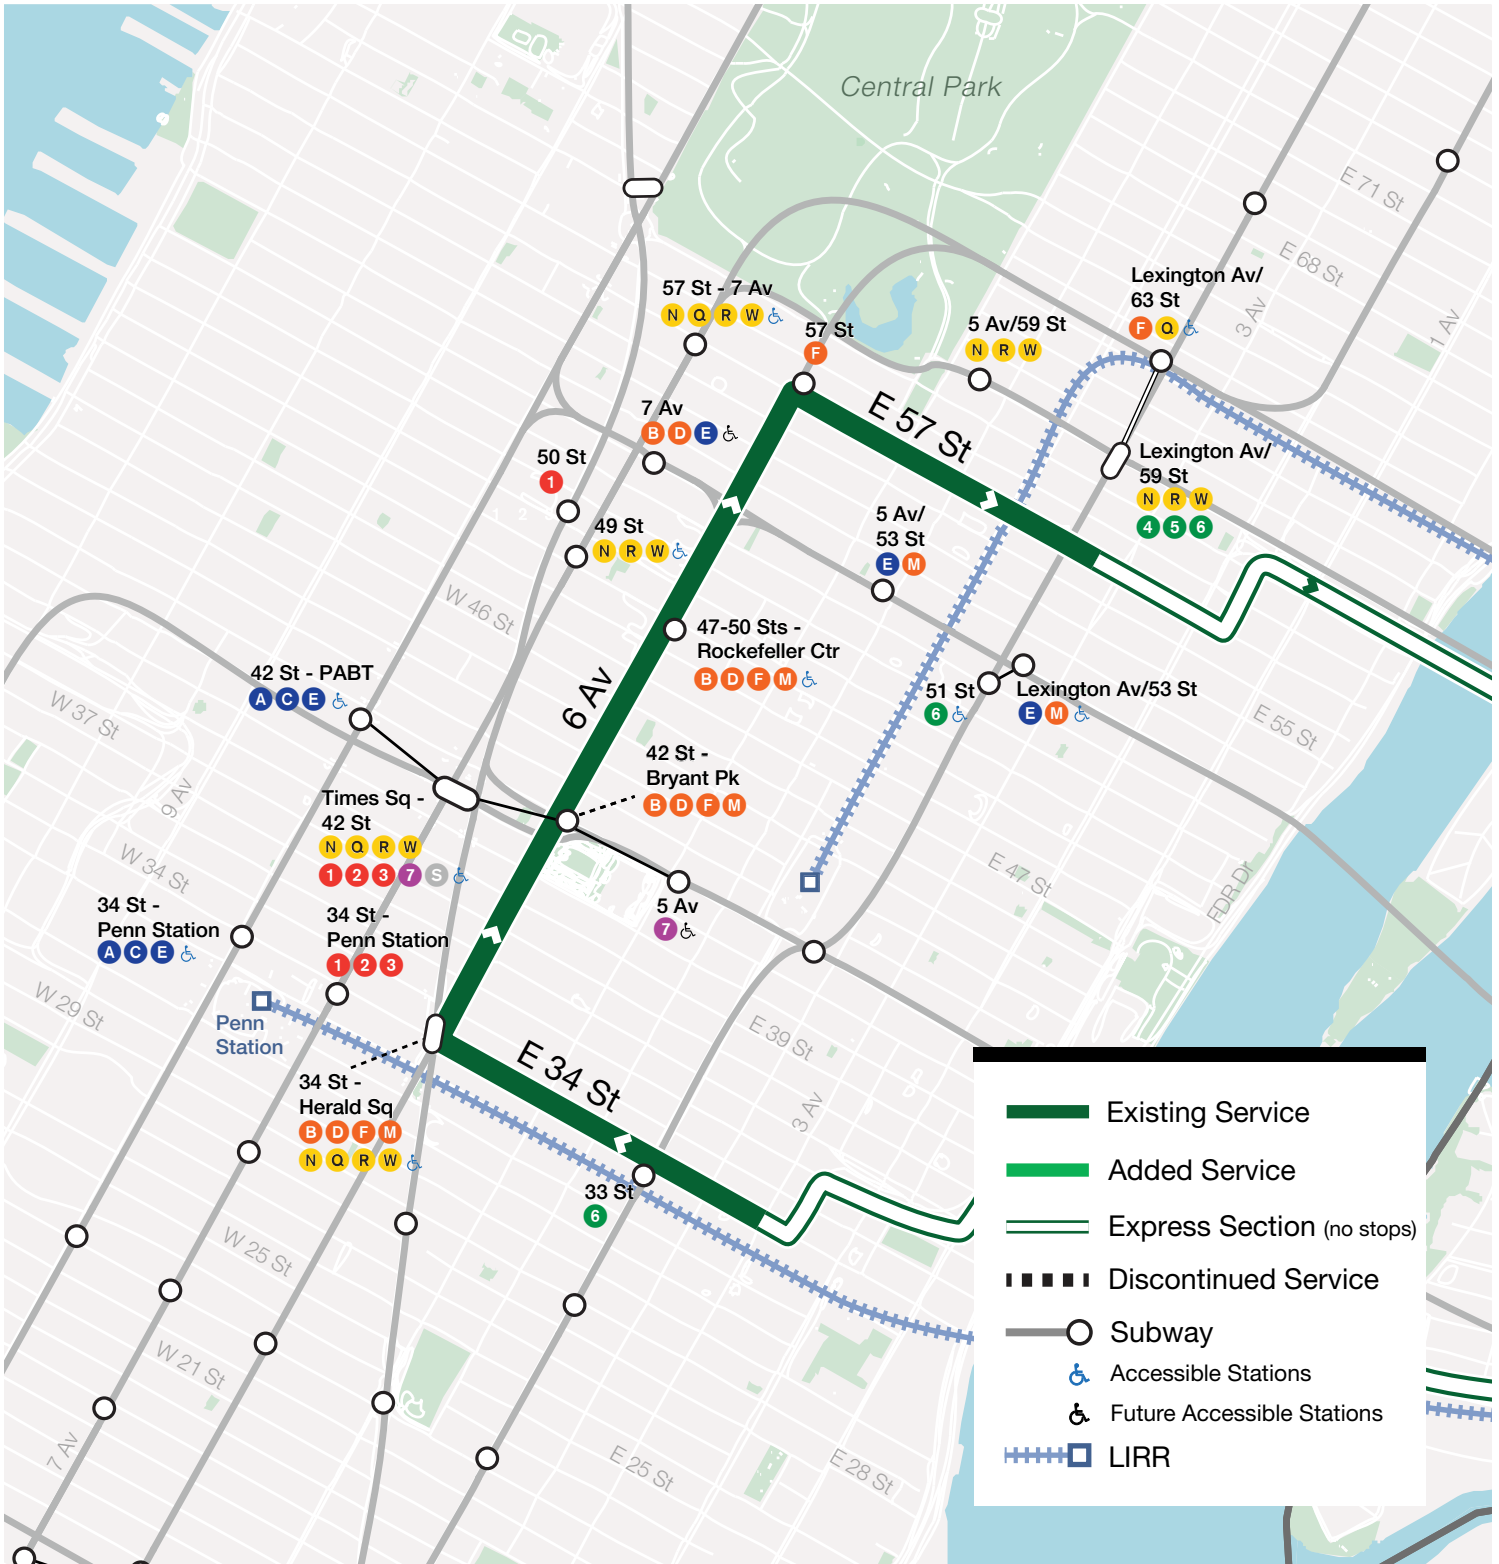 Central Park
E 71 St
E 68 St
Lexington Av/
63 St
F Q
3 Av
1 Av
57 St - 7 Av
N Q R W
57 St
F
5 Av/59 St
N R W
7 Av
B D E
E 57 St
Lexington Av/
59 St
N R W
4 5 6
50 St
1
2
49 St
N R W
5 Av/
53 St
E M
W 46 St
47-50 Sts -
Rockefeller Ctr
B D F M
6 Av
42 St - PABT
A C E
51 St
6
Lexington Av/53 St
E M
E 55 St
W 37 St
9 Av
42 St -
Bryant Pk
B D F M
Times Sq -
42 St
N Q R W
1 2 3 7 S
W 34 St
E 47 St
FDR Dr
34 St -
Penn Station
A C E
34 St -
Penn Station
1 2 3
5 Av
7
W 29 St
Penn
Station
E 39 St
E 34 St
3 Av
34 St -
Herald Sq
B D F M
N Q R W
33 St
6
W 25 St
W 21 St
7 Av
E 25 St
E 28 St
Existing Service
Added Service
Express Section (no stops)
Discontinued Service
Subway
Accessible Stations
Future Accessible Stations
LIRR